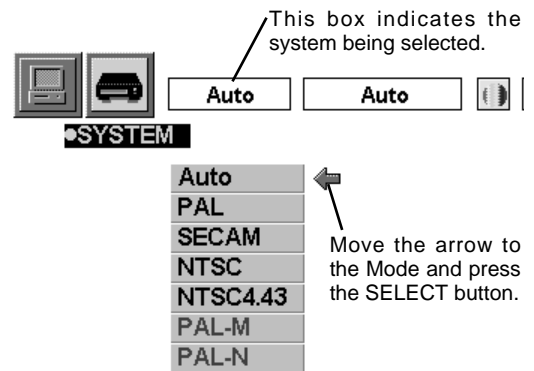 This box indicates the
system being selected.
Auto
Auto
●SYSTEM
Auto
PAL
SECAM
NTSC
NTSC4.43
PAL-M
PAL-N
Move the arrow to
the Mode and press
the SELECT button.